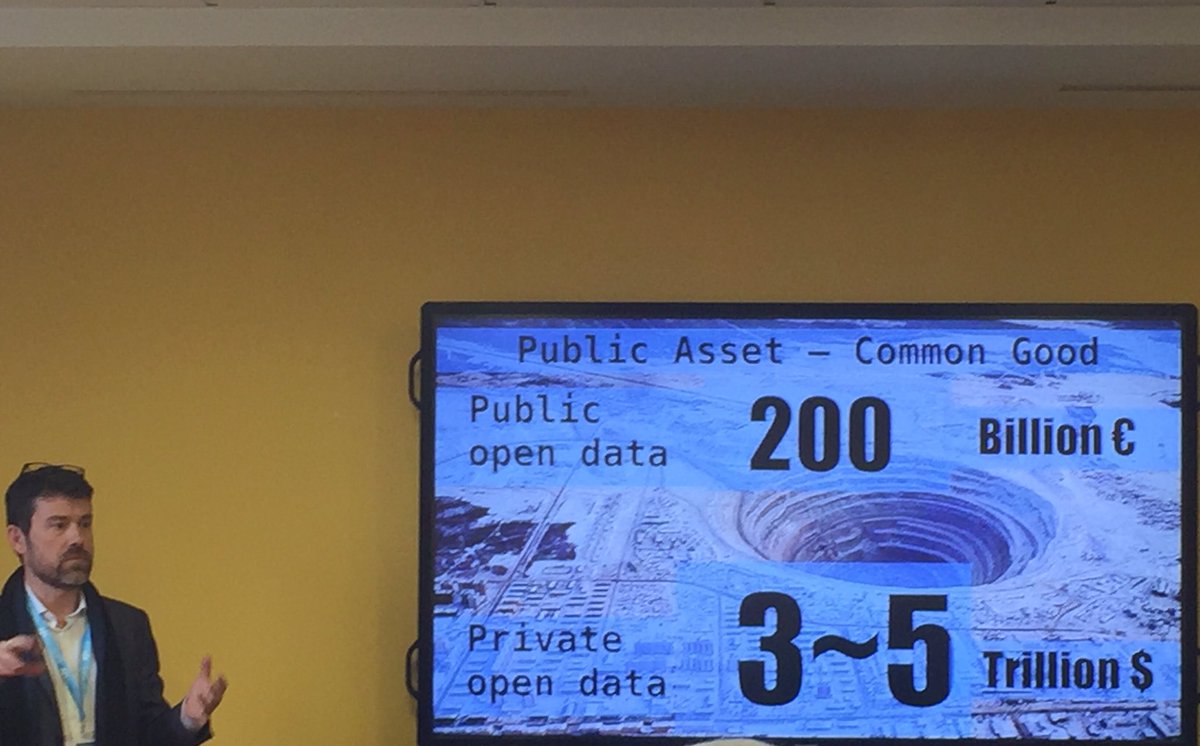 Public Asset – Common Good
Public
open data
200
Billion €
Private
open data
3~5
Trillion $